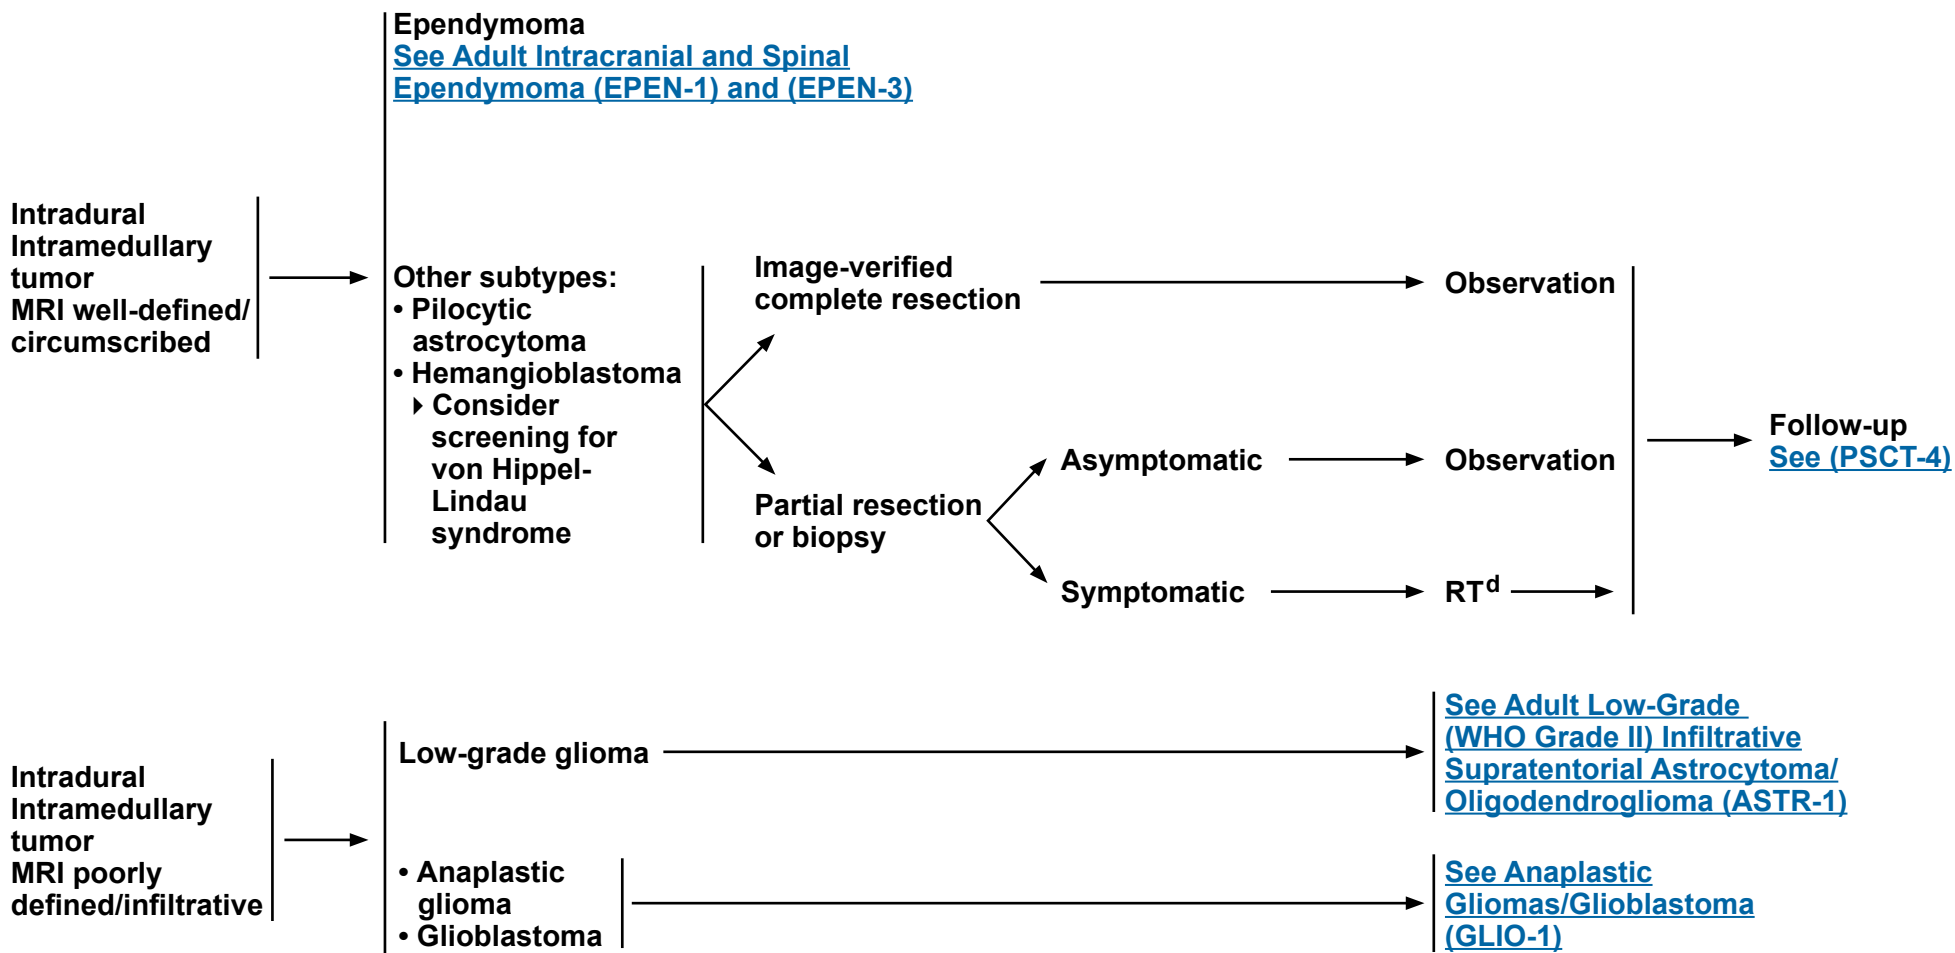 Ependymoma
See Adult Intracranial and Spinal
Ependymoma (EPEN-1) and (EPEN-3)
Intradural
Intramedullary
tumor
MRI well-defined/
circumscribed
Other subtypes:
• Pilocytic
astrocytoma
• Hemangioblastoma
▸ Consider
screening for
von Hippel-
Lindau
syndrome
Image-verified
complete resection
Observation
Partial resection
or biopsy
Asymptomatic
Observation
Symptomatic
RTd
Follow-up
See (PSCT-4)
Intradural
Intramedullary
tumor
MRI poorly
defined/infiltrative
Low-grade glioma
See Adult Low-Grade
(WHO Grade II) Infiltrative
Supratentorial Astrocytoma/
Oligodendroglioma (ASTR-1)
• Anaplastic
glioma
• Glioblastoma
See Anaplastic
Gliomas/Glioblastoma
(GLIO-1)